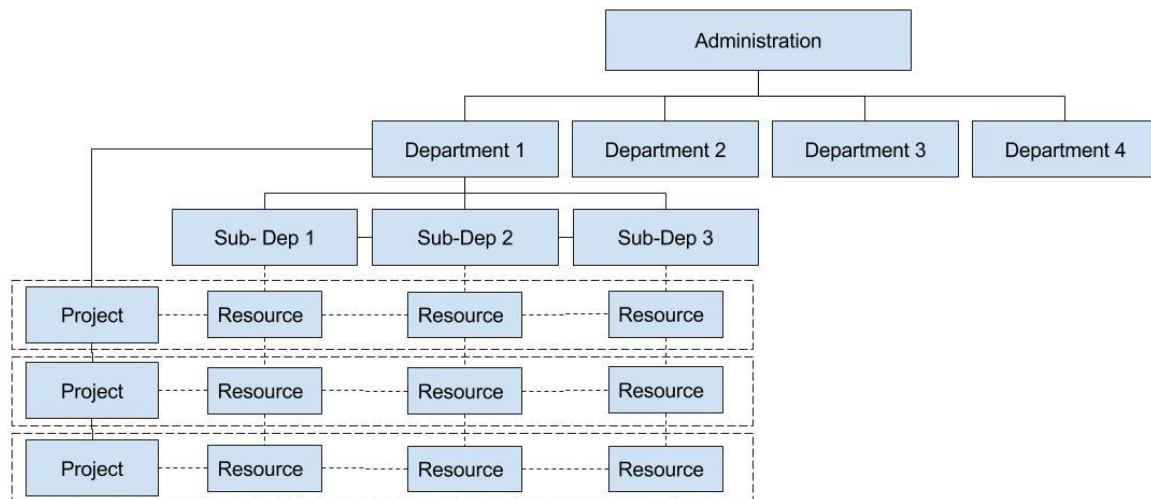 Administration
Department 1
Department 2
Department 3
Department 4
Sub- Dep 1
Sub-Dep 2
Sub-Dep 3
Project
Resource
Resource
Resource
Project
Resource
Resource
Resource
Project
Resource
Resource
Resource